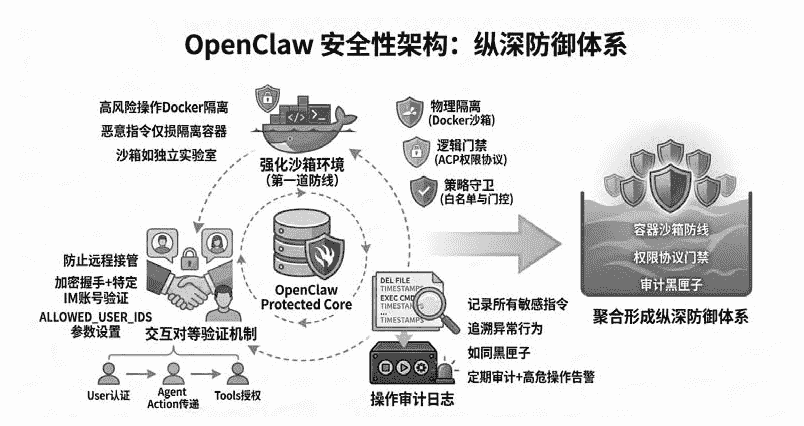 OpenClaw 安全性架构：纵深防御体系
高风险操作Docker隔离
恶意指令仅损隔离容器
沙箱如独立实验室
强化沙箱环境
（第一道防线）
物理隔离
(Docker沙箱)
逻辑门禁
(ACP权限协议)
策略守卫
(白名单与门控)
OpenClaw
Protected Core
防止远程接管
加密握手+特定
IM账号验证
ALLOWED_USER_IDS
参数设置
交互对等验证机制
User认证
Agent
Action传递
Tools授权
DEL FILE
TIMESTAMPS
EXEC CMD
TIMESTAMPS
...
TIMESTAMPS
记录所有敏感指令
追溯异常行为
如同黑匣子
定期审计+高危操作告警
操作审计日志
容器沙箱防线
权限协议门禁
审计黑匣子
聚合形成纵深防御体系